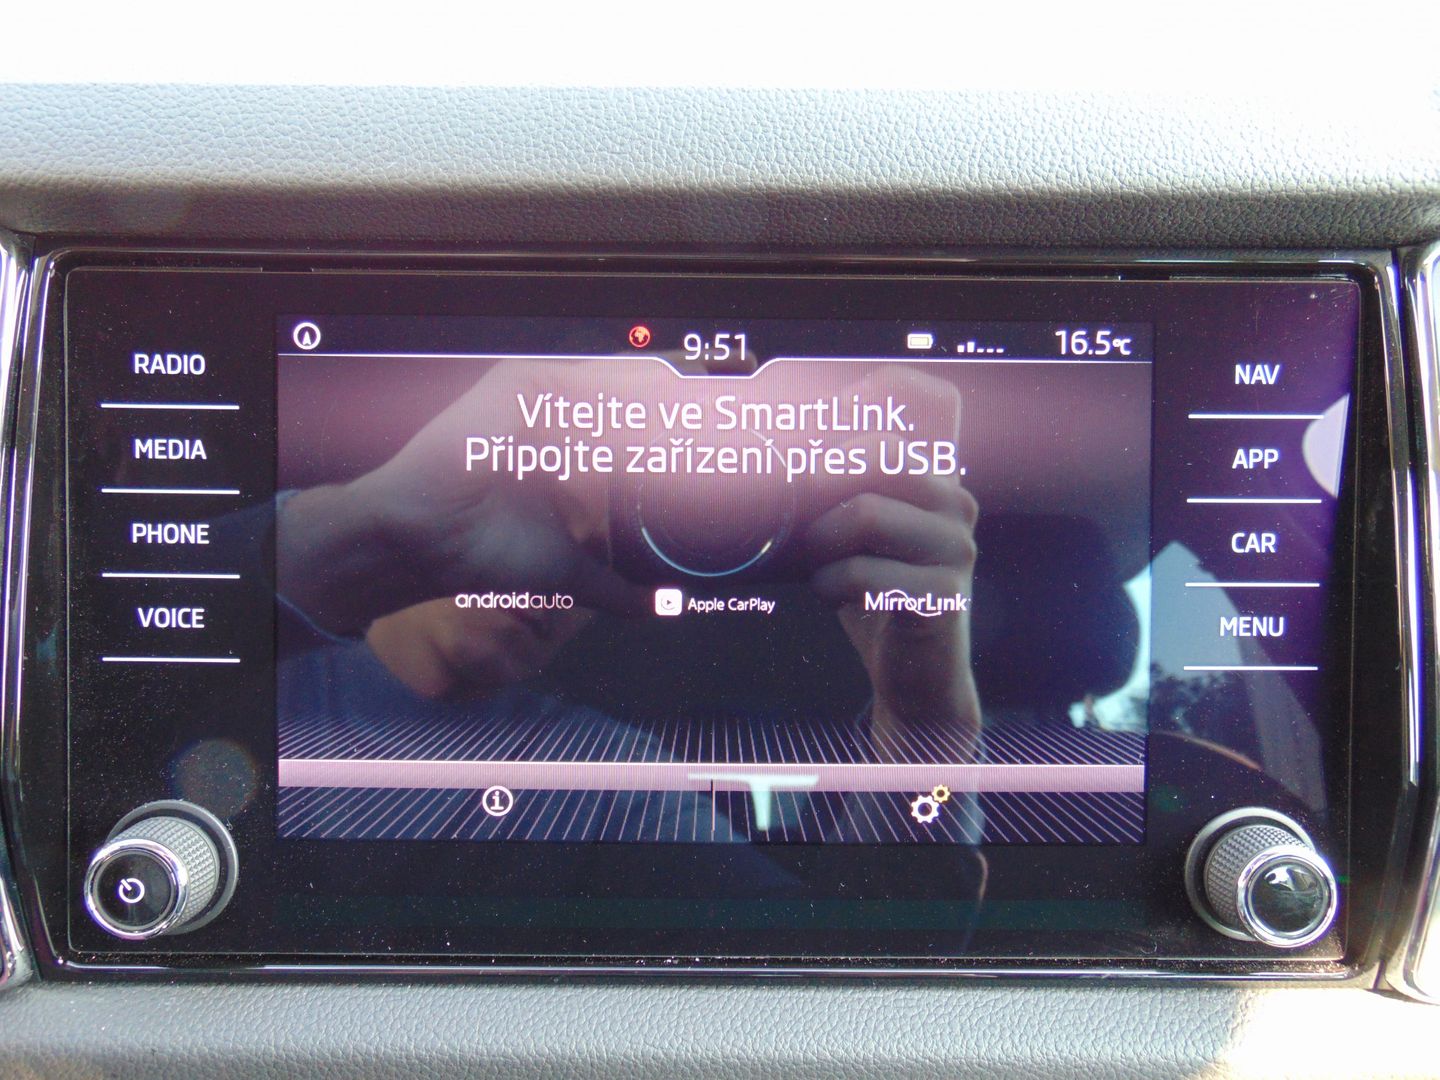 9:51
16.5°C
RADIO
MEDIA
PHONE
VOICE
Vítejte ve SmartLink.
Připojte zařízení přes USB.
androidauto
Apple CarPlay
MirrorLink
NAV
APP
CAR
MENU